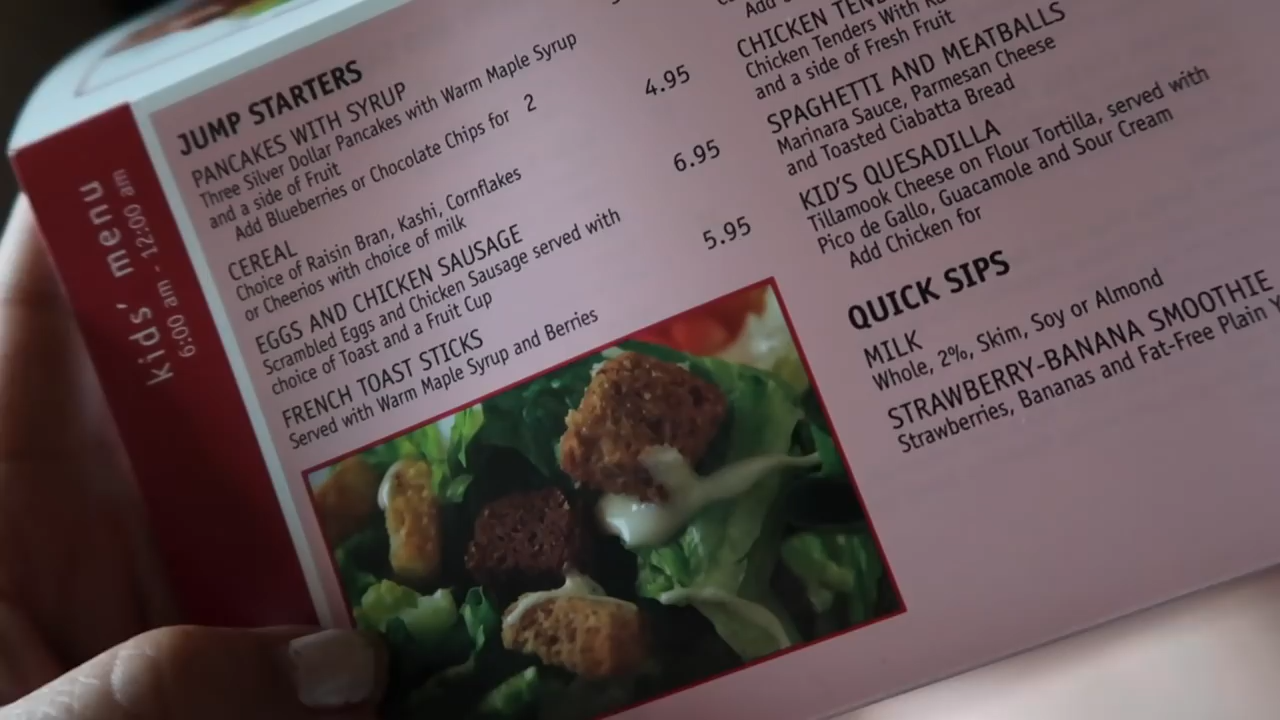 kids' menu
6:00 am - 12:00 am
JUMP STARTERS
PANCAKES WITH SYRUP
Three Silver Dollar Pancakes with Warm Maple Syrup
and a side of Fruit
Add Blueberries or Chocolate Chips for 2
CEREAL 4.95
Choice of Raisin Bran, Kashi, Cornflakes
or Cheerios with choice of milk
EGGS AND CHICKEN SAUSAGE 6.95
Scrambled Eggs and Chicken Sausage served with
choice of Toast and a Fruit Cup
FRENCH TOAST STICKS 5.95
Served with Warm Maple Syrup and Berries
Add
CHICKEN
Chicken Tenders With
and a side of Fresh Fruit
SPAGHETTI AND MEATBALLS
Marinara Sauce, Parmesan Cheese
and Toasted Ciabatta Bread
KID'S QUESADILLA
Tillamook Cheese on Flour Tortilla, served with
Pico de Gallo, Guacamole and Sour Cream
Add Chicken for
QUICK SIPS
MILK
Whole, 2%, Skim, Soy or Almond
STRAWBERRY-BANANA SMOOTHIE
Strawberries, Bananas and Fat-Free Plain